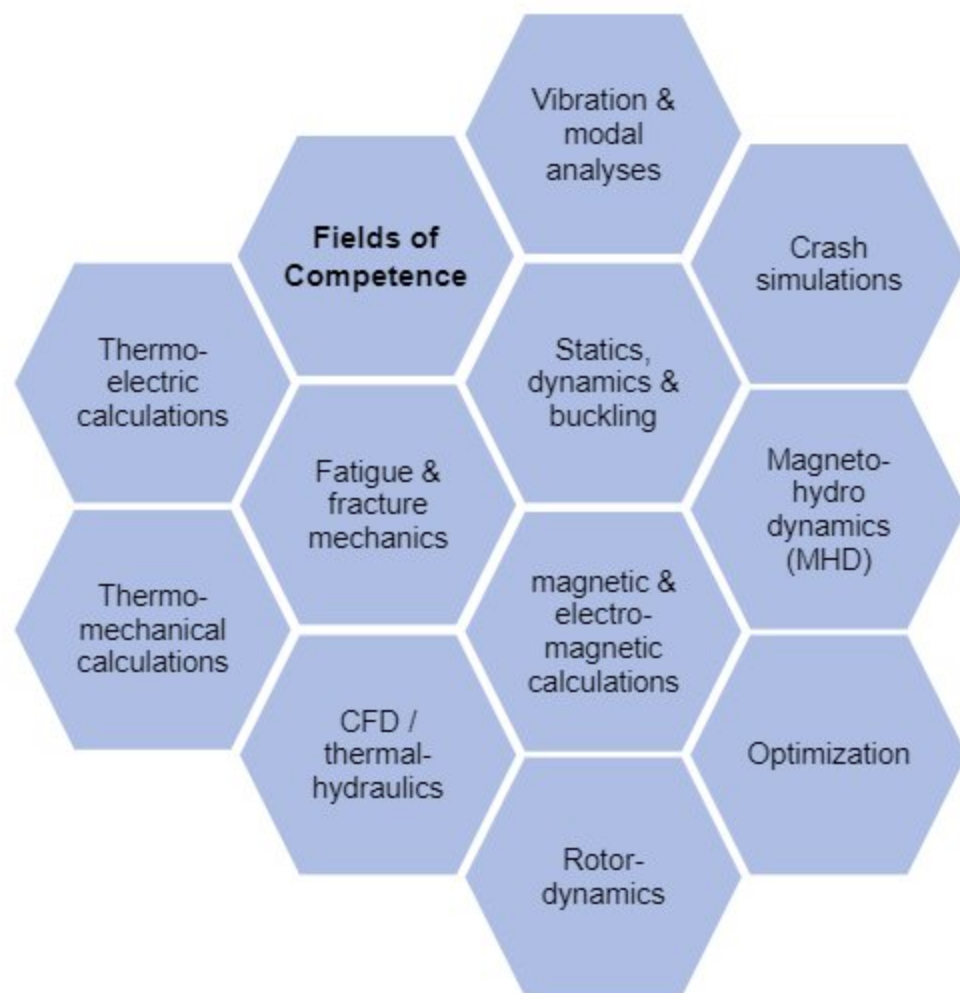 Vibration &
modal
analyses
Fields of
Competence
Crash
simulations
Thermo-
electric
calculations
Statics,
dynamics &
buckling
Fatigue &
fracture
mechanics
Magneto-
hydro
dynamics
(MHD)
Thermo-
mechanical
calculations
magnetic &
electro-
magnetic
calculations
CFD /
thermal-
hydraulics
Optimization
Rotor-
dynamics